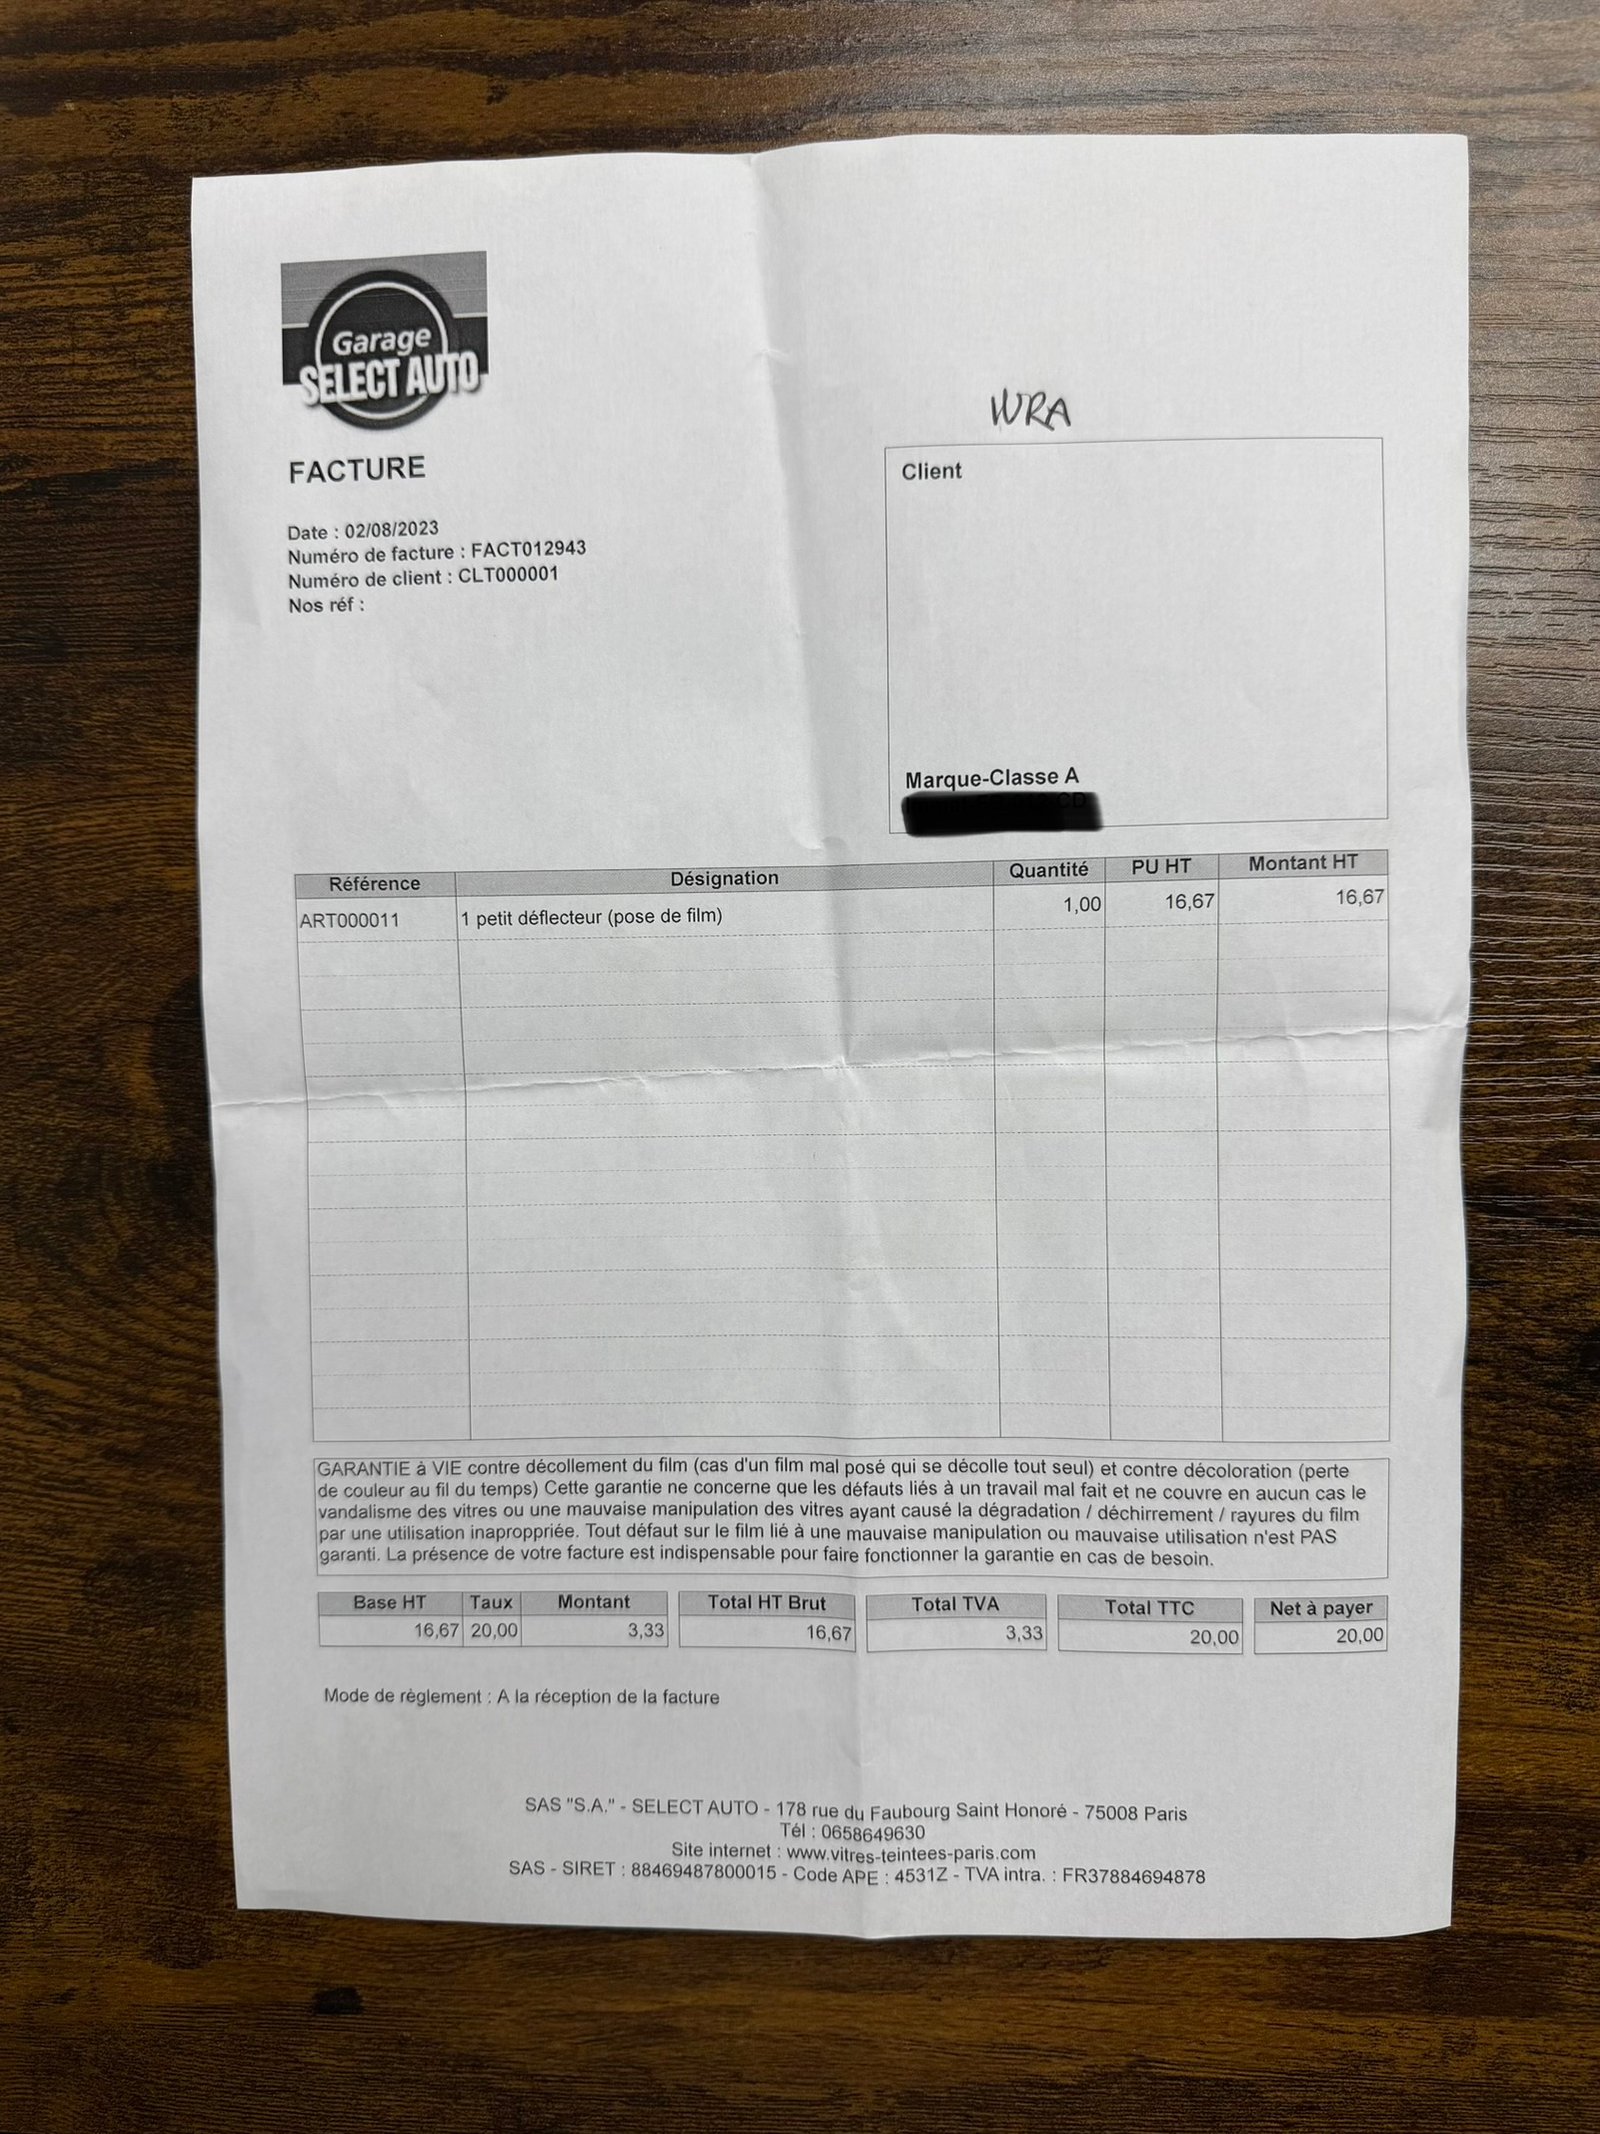 Garage
SELECT AUTO
WRA
FACTURE
Client
Date : 02/08/2023
Numéro de facture : FACT012943
Numéro de client : CLT000001
Nos réf :
Marque-Classe A
Référence Désignation Quantité PU HT Montant HT
ART000011 1 petit déflecteur (pose de film) 1,00 16,67 16,67
GARANTIE à VIE contre décollement du film (cas d'un film mal posé qui se décolle tout seul) et contre décoloration (perte
de couleur au fil du temps) Cette garantie ne concerne que les défauts liés à un travail mal fait et ne couvre en aucun cas le
vandalisme des vitres ou une mauvaise manipulation des vitres ayant causé la dégradation / déchirrement / rayures du film
par une utilisation inaproppriée. Tout défaut sur le film lié à une mauvaise manipulation ou mauvaise utilisation n'est PAS
garanti. La présence de votre facture est indispensable pour faire fonctionner la garantie en cas de besoin.
Base HT Taux Montant Total HT Brut Total TVA Total TTC Net à payer
16,67 20,00 3,33 16,67 3,33 20,00 20,00
Mode de règlement : A la réception de la facture
SAS "S.A." - SELECT AUTO - 178 rue du Faubourg Saint Honoré - 75008 Paris
Tél : 0658649630
Site internet : www.vitres-teintees-paris.com
SAS - SIRET : 88469487800015 - Code APE : 4531Z - TVA intra. : FR37884694878